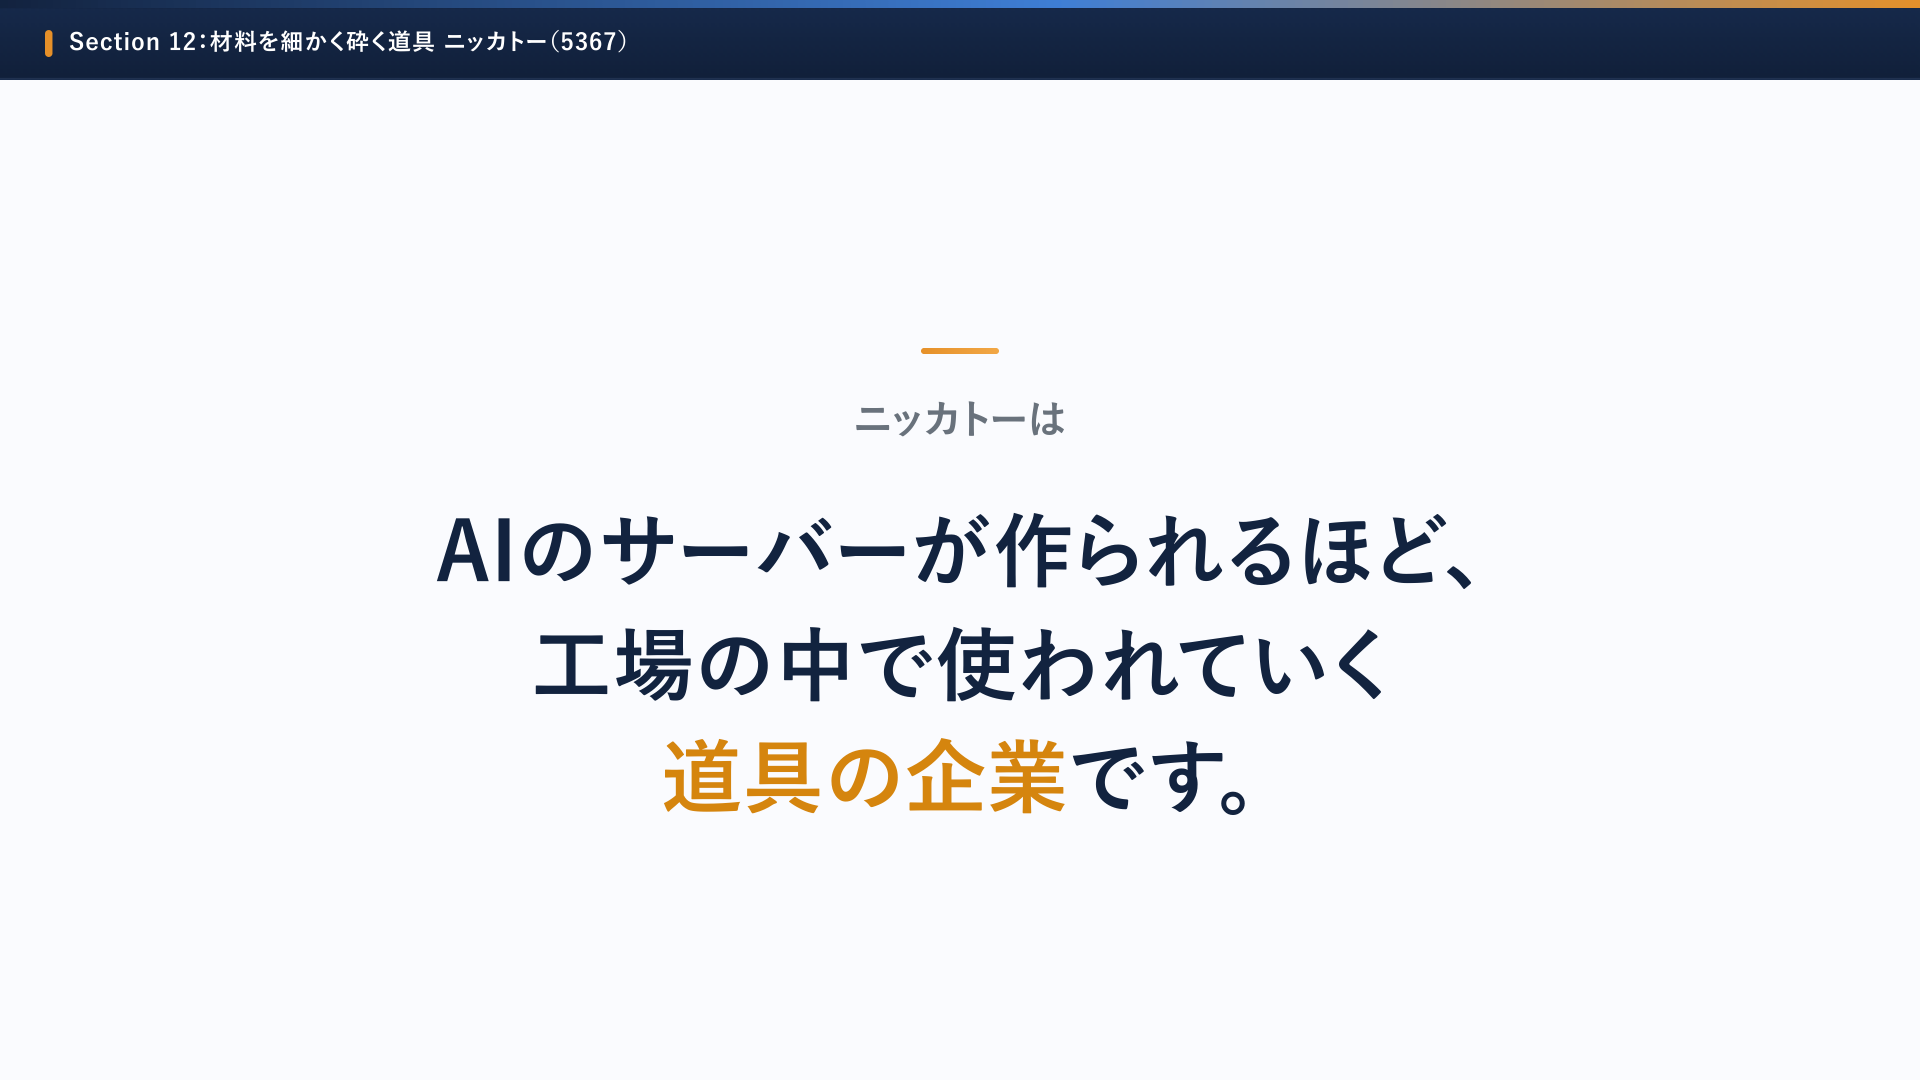 Section 12：材料を細かく砕く道具 ニッカトー（5367）
ニッカトーは
AIのサーバーが作られるほど、
工場の中で使われていく
道具の企業です。